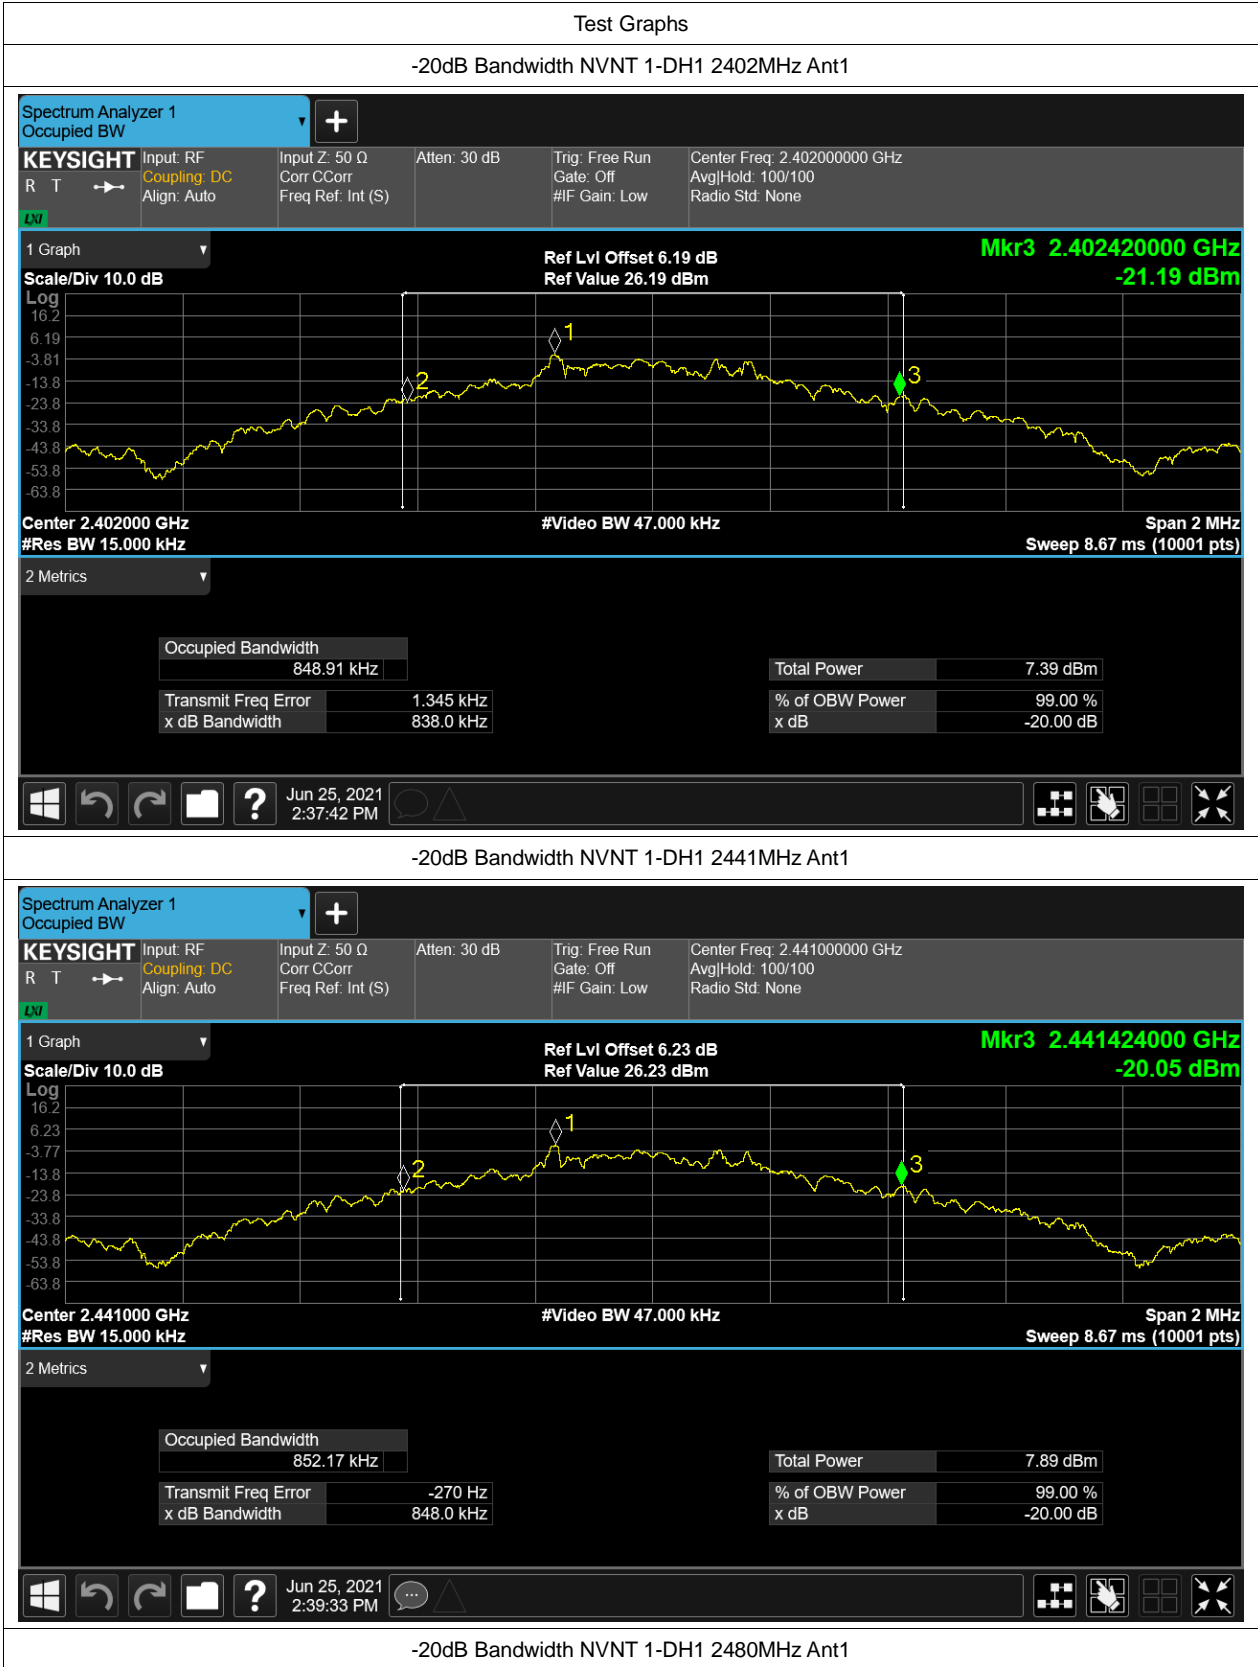 Test Graphs
-20dB Bandwidth NVNT 1-DH1 2402MHz Ant1
Spectrum Analyzer 1
Occupied BW
KEYSIGHT Input: RF Input Z: 50 Ω Atten: 30 dB Trig: Free Run Center Freq: 2.402000000 GHz
R T Coupling: DC Corr CCorr Gate: Off Avg|Hold: 100/100
Align: Auto Freq Ref: Int (S) #IF Gain: Low Radio Std: None
LXI
1 Graph
Mkr3 2.402420000 GHz
Ref Lvl Offset 6.19 dB
Scale/Div 10.0 dB Ref Value 26.19 dBm -21.19 dBm
Log
16.2
6.19
-3.81
-13.8
-23.8
-33.8
-43.8
-53.8
-63.8
1
2
3
Center 2.402000 GHz #Video BW 47.000 kHz Span 2 MHz
#Res BW 15.000 kHz Sweep 8.67 ms (10001 pts)
2 Metrics
Occupied Bandwidth
848.91 kHz Total Power 7.39 dBm
Transmit Freq Error 1.345 kHz % of OBW Power 99.00 %
x dB Bandwidth 838.0 kHz x dB -20.00 dB
? Jun 25, 2021
2:37:42 PM
-20dB Bandwidth NVNT 1-DH1 2441MHz Ant1
Spectrum Analyzer 1
Occupied BW
KEYSIGHT Input: RF Input Z: 50 Ω Atten: 30 dB Trig: Free Run Center Freq: 2.441000000 GHz
R T Coupling: DC Corr CCorr Gate: Off Avg|Hold: 100/100
Align: Auto Freq Ref: Int (S) #IF Gain: Low Radio Std: None
LXI
1 Graph
Mkr3 2.441424000 GHz
Ref Lvl Offset 6.23 dB
Scale/Div 10.0 dB Ref Value 26.23 dBm -20.05 dBm
Log
16.2
6.23
-3.77
-13.8
-23.8
-33.8
-43.8
-53.8
-63.8
1
2
3
Center 2.441000 GHz #Video BW 47.000 kHz Span 2 MHz
#Res BW 15.000 kHz Sweep 8.67 ms (10001 pts)
2 Metrics
Occupied Bandwidth
852.17 kHz Total Power 7.89 dBm
Transmit Freq Error -270 Hz % of OBW Power 99.00 %
x dB Bandwidth 848.0 kHz x dB -20.00 dB
? Jun 25, 2021
2:39:33 PM
-20dB Bandwidth NVNT 1-DH1 2480MHz Ant1